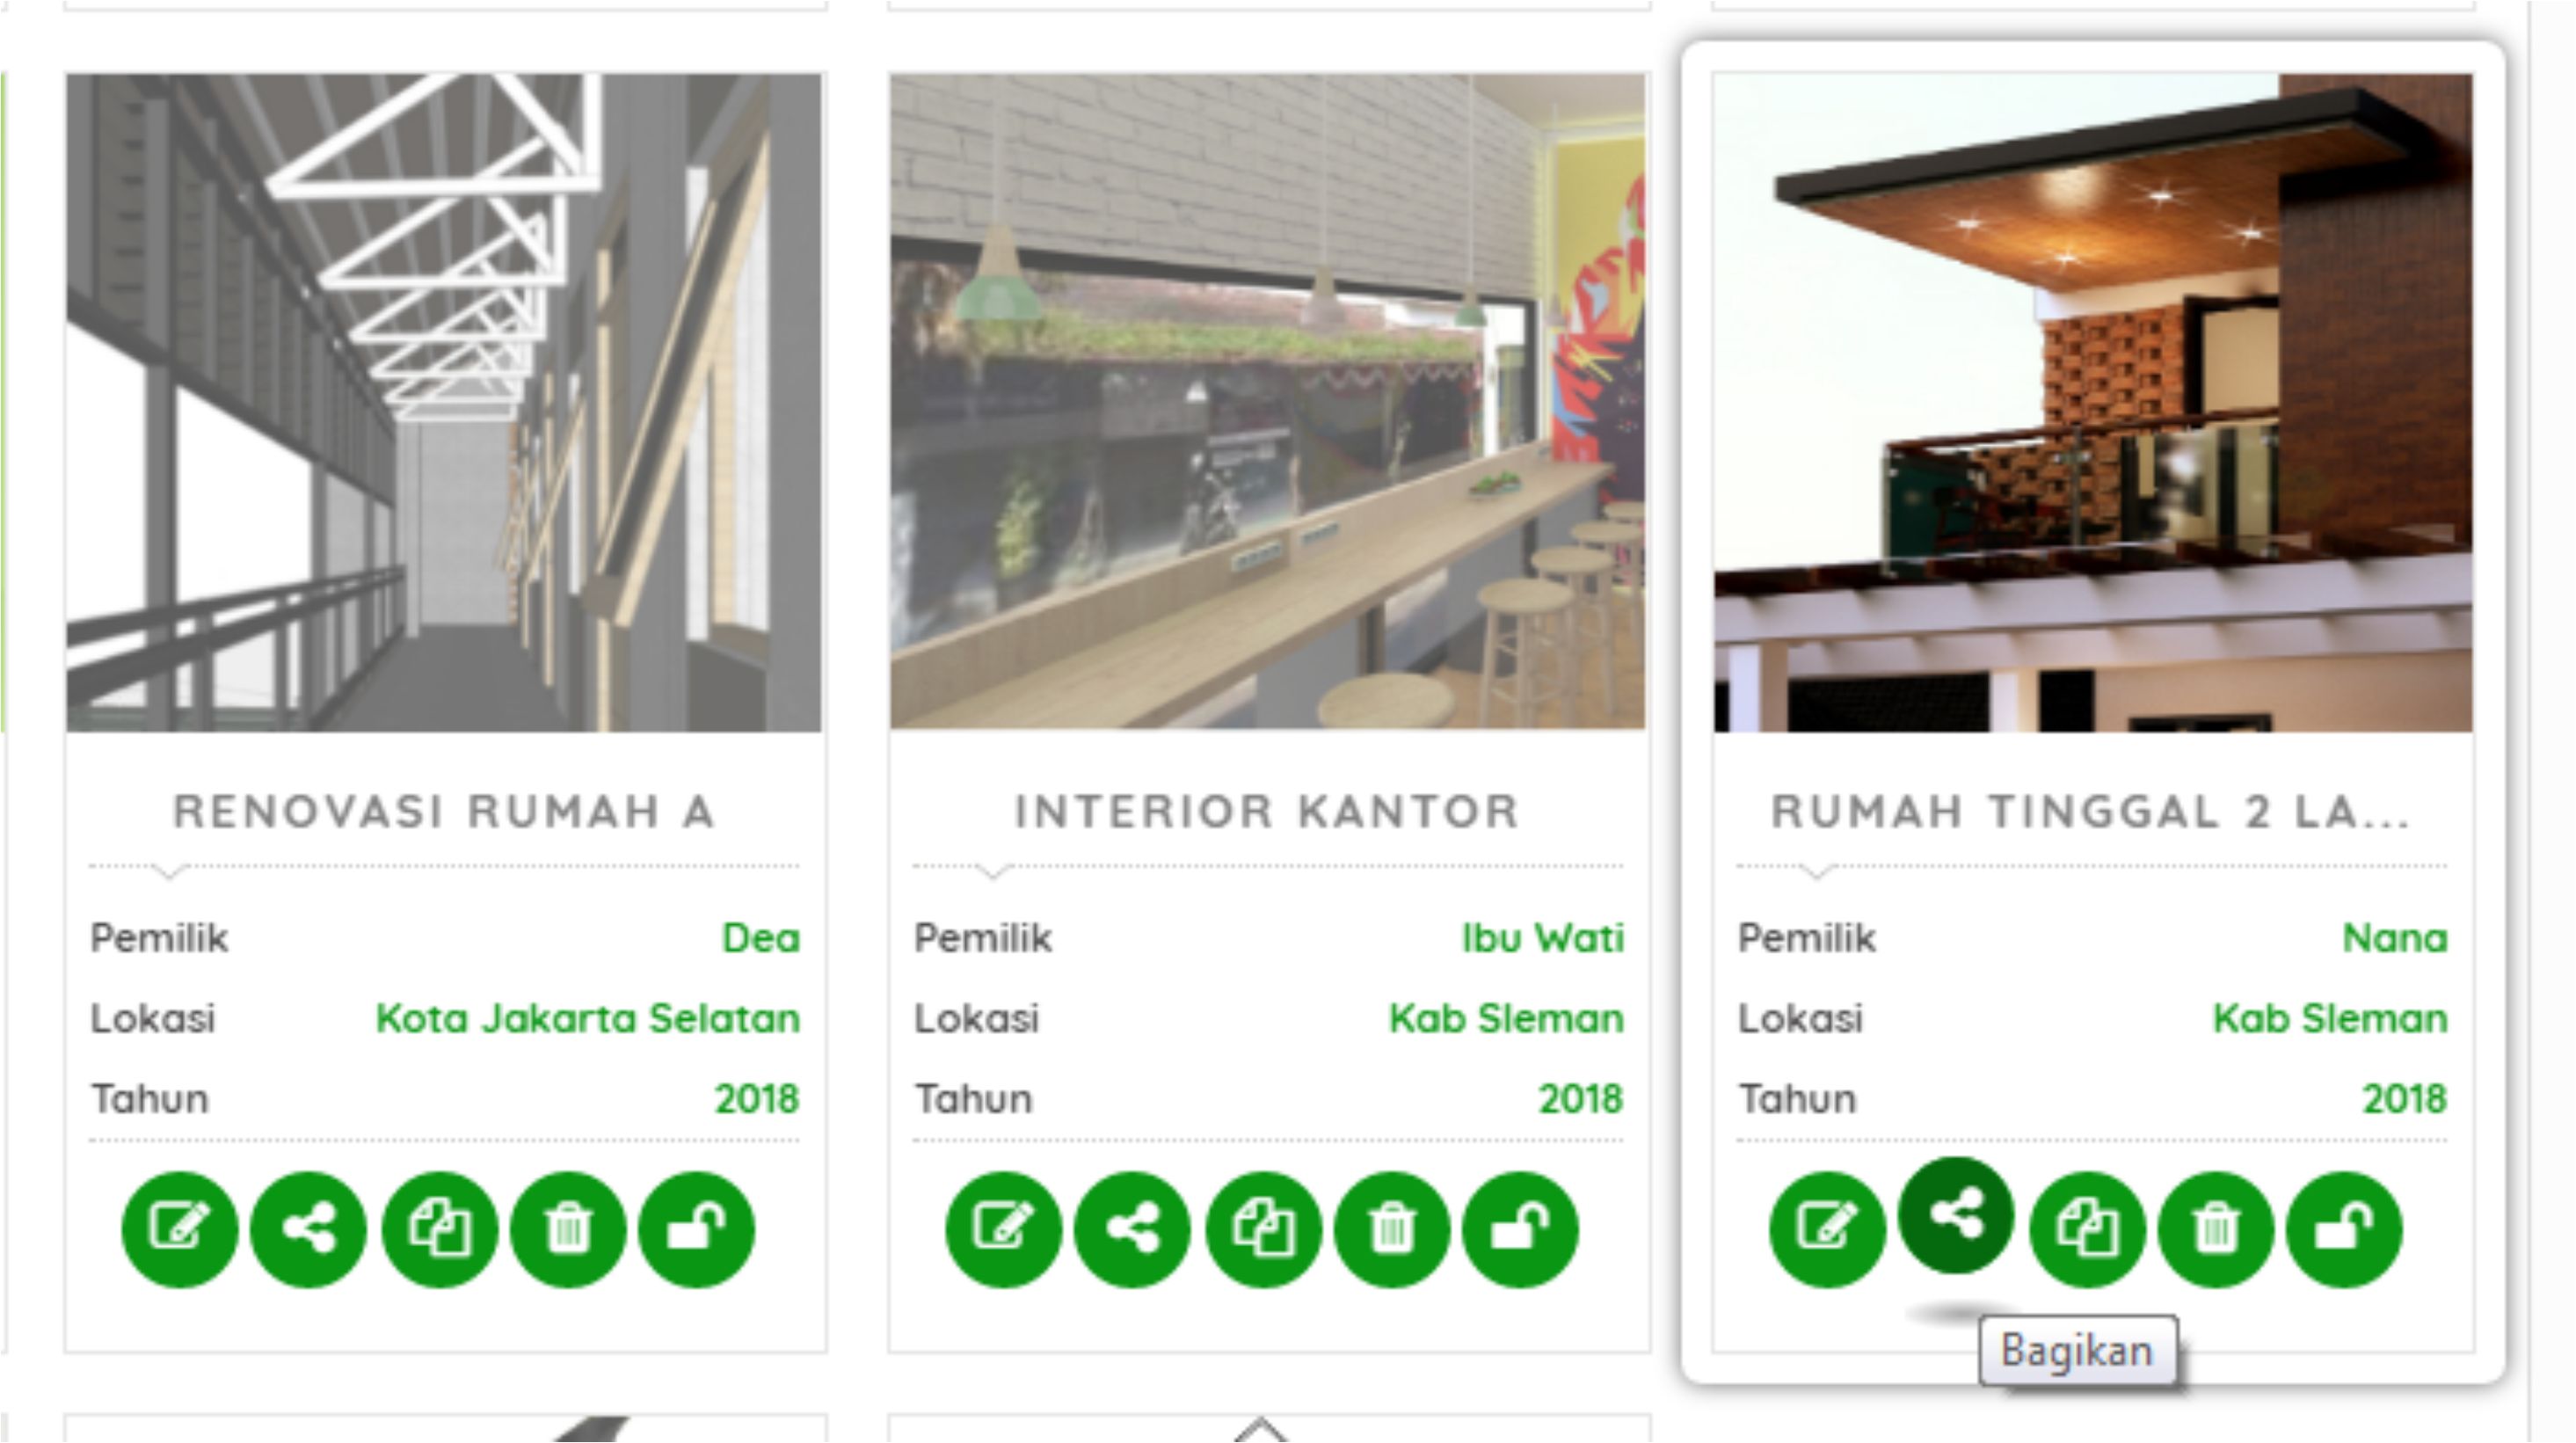 RENOVASI RUMAH A
Pemilik Dea
Lokasi Kota Jakarta Selatan
Tahun 2018
INTERIOR KANTOR
Pemilik Ibu Wati
Lokasi Kab Sleman
Tahun 2018
RUMAH TINGGAL 2 LA...
Pemilik Nana
Lokasi Kab Sleman
Tahun 2018
Bagikan